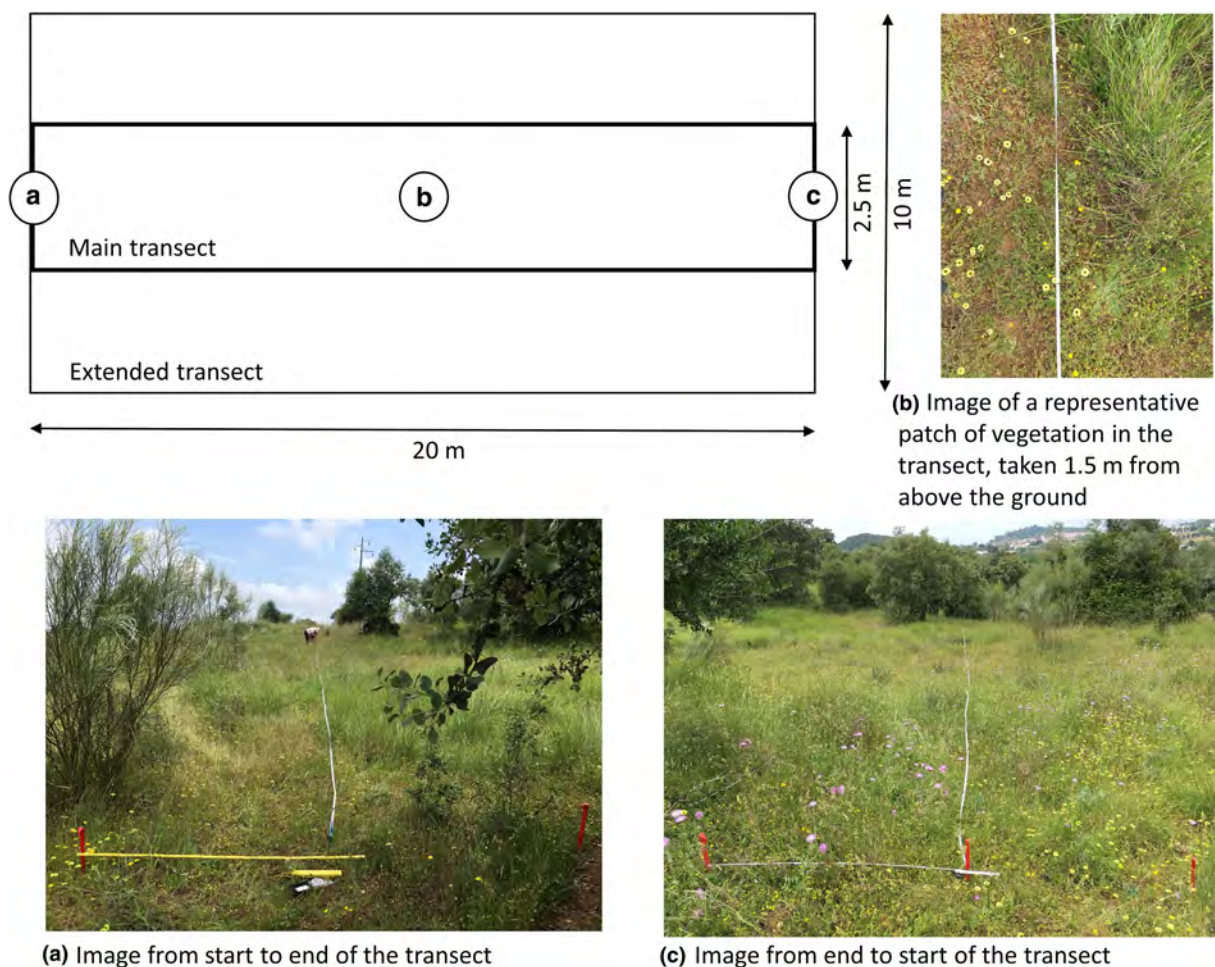 a
b
c
Main transect
Extended transect
2.5 m
10 m
20 m
(b) Image of a representative
patch of vegetation in the
transect, taken 1.5 m from
above the ground
(a) Image from start to end of the transect
(c) Image from end to start of the transect